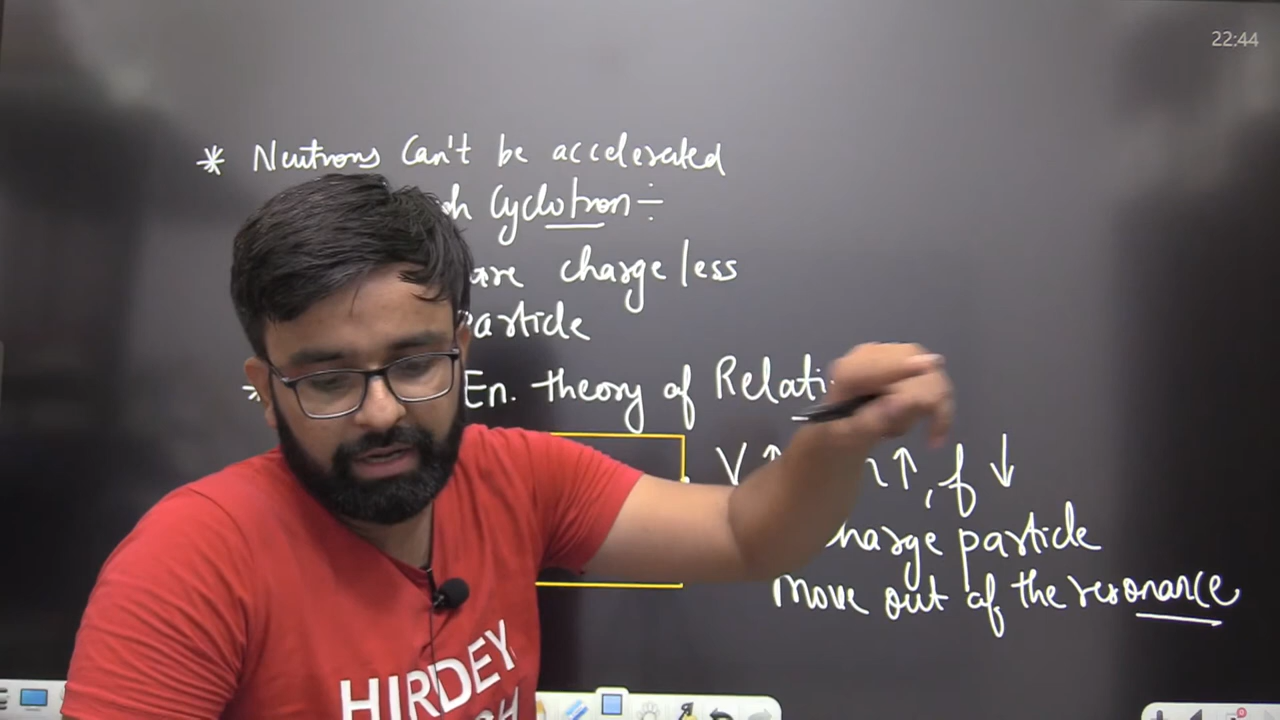 22:44
* Neutrons Can't be accelerated
Cyclotron ÷
are chargeless
particle
* En. theory of Relati
V ↑ ↑, f ↓
harge particle
move out of the resonance
HIRDEY